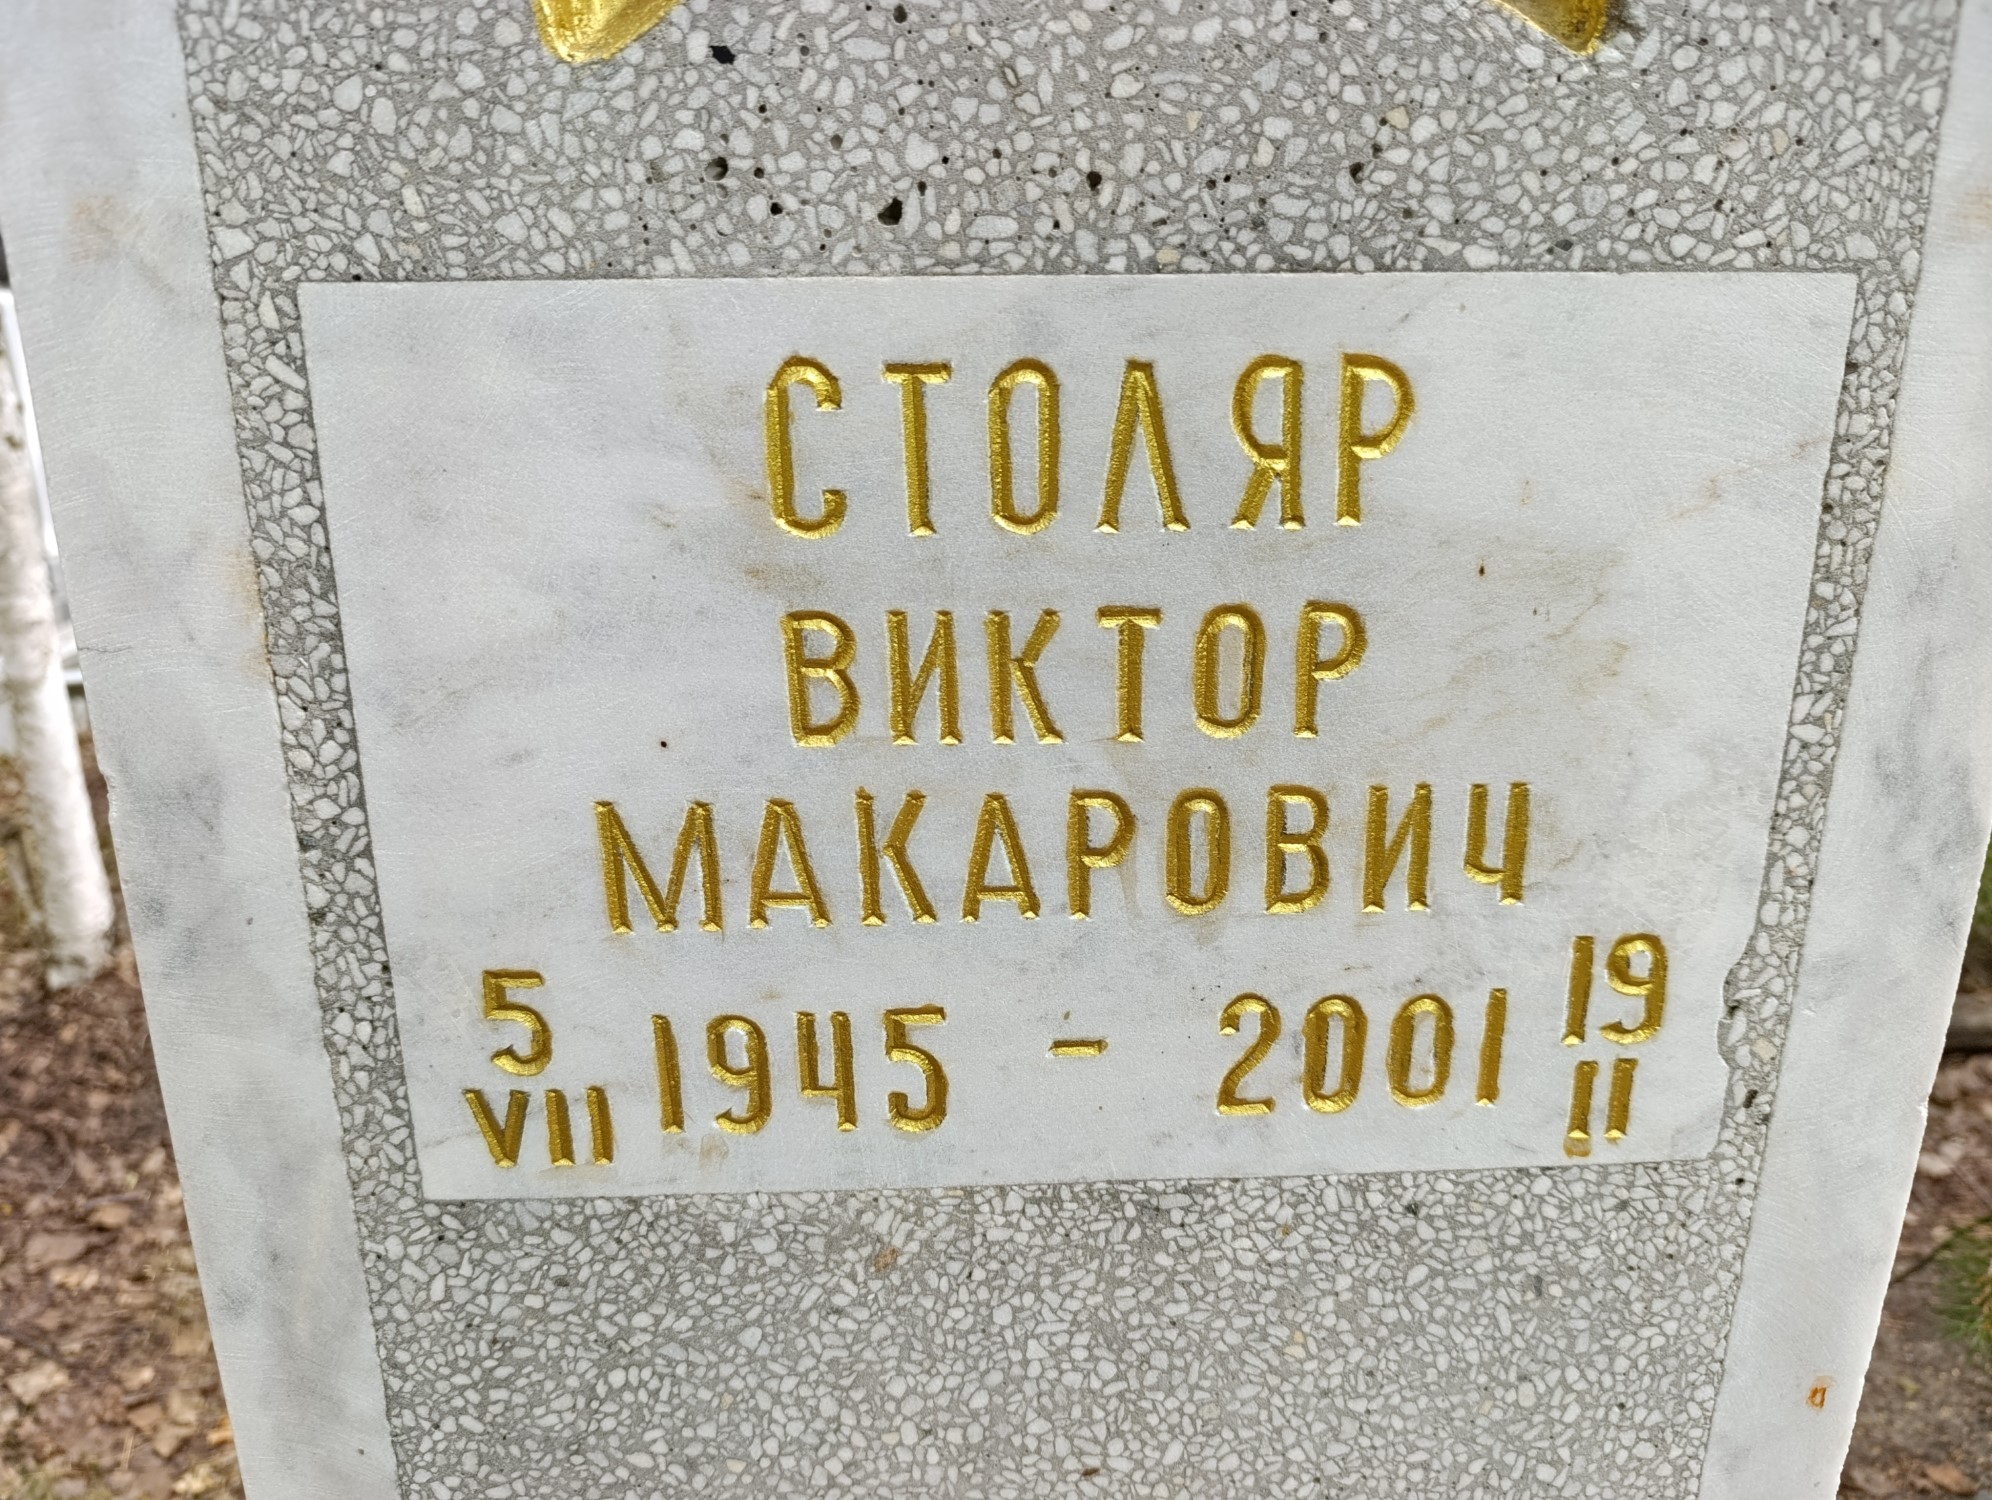 СТОЛЯР
ВИКТОР
МАКАРОВИЧ
5 VII 1945 - 2001 19 II